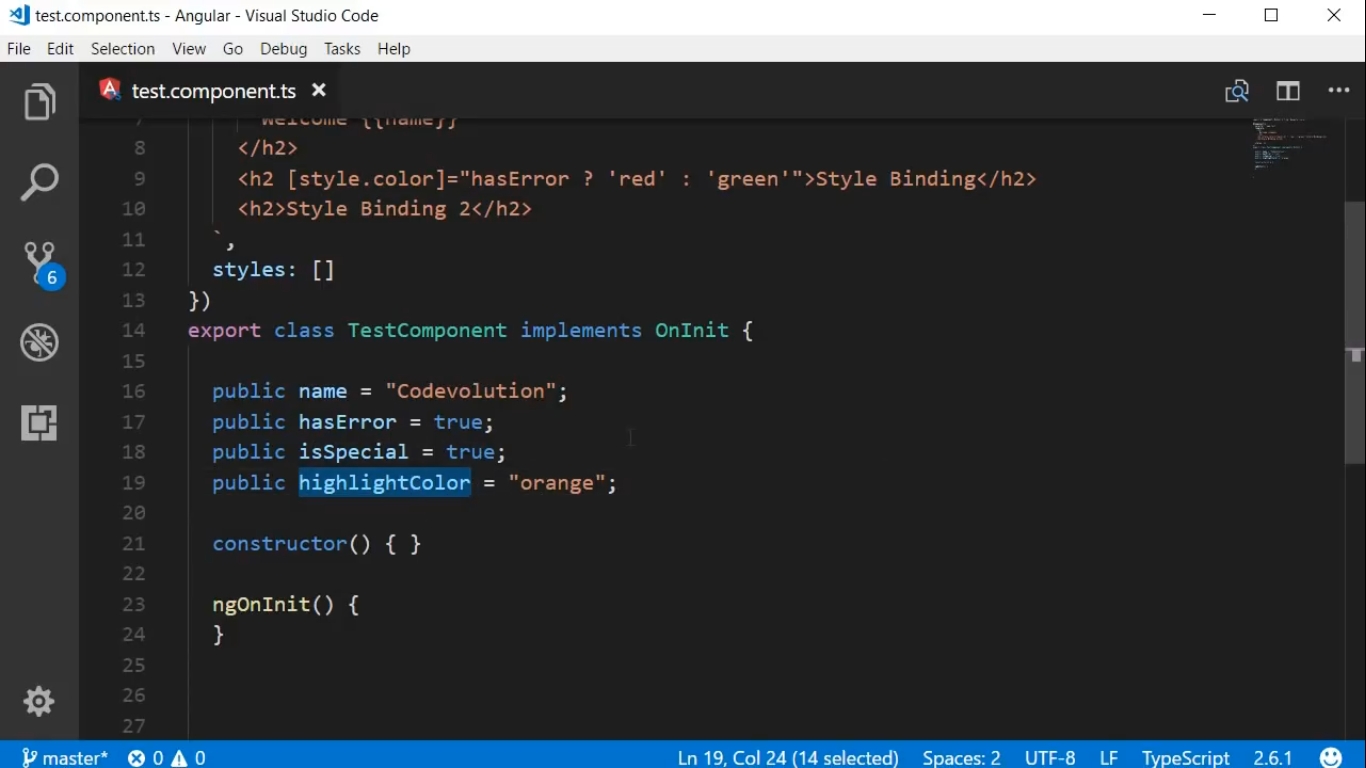 test.component.ts - Angular - Visual Studio Code
File Edit Selection View Go Debug Tasks Help
test.component.ts
7 Welcome {{name}}
8 </h2>
9 <h2 [style.color]="hasError ? 'red' : 'green'">Style Binding</h2>
10 <h2>Style Binding 2</h2>
11 `,
12 styles: []
13 })
14 export class TestComponent implements OnInit {
15
16 public name = "Codevolution";
17 public hasError = true;
18 public isSpecial = true;
19 public highlightColor = "orange";
20
21 constructor() { }
22
23 ngOnInit() {
24 }
25
26
27
6
master* 0 0 Ln 19, Col 24 (14 selected) Spaces: 2 UTF-8 LF TypeScript 2.6.1